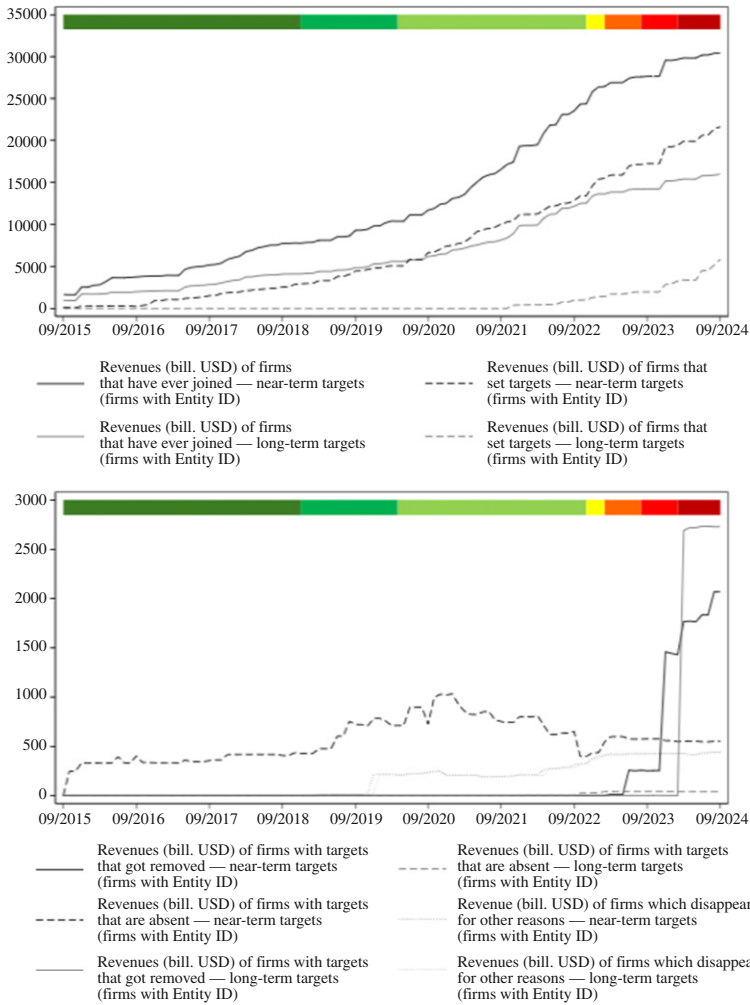 35000
30000
25000
20000
15000
10000
5000
0
09/2015 09/2016 09/2017 09/2018 09/2019 09/2020 09/2021 09/2022 09/2023 09/2024
Revenues (bill. USD) of firms
that have ever joined — near-term targets
(firms with Entity ID)
Revenues (bill. USD) of firms that
set targets — near-term targets
(firms with Entity ID)
Revenues (bill. USD) of firms
that have ever joined — long-term targets
(firms with Entity ID)
Revenues (bill. USD) of firms that
set targets — long-term targets
(firms with Entity ID)
3000
2500
2000
1500
1000
500
0
09/2015 09/2016 09/2017 09/2018 09/2019 09/2020 09/2021 09/2022 09/2023 09/2024
Revenues (bill. USD) of firms with targets
that got removed — near-term targets
(firms with Entity ID)
Revenues (bill. USD) of firms with targets
that are absent — long-term targets
(firms with Entity ID)
Revenues (bill. USD) of firms with targets
that are absent — near-term targets
(firms with Entity ID)
Revenue (bill. USD) of firms which disappear
for other reasons — near-term targets
(firms with Entity ID)
Revenues (bill. USD) of firms with targets
that got removed — long-term targets
(firms with Entity ID)
Revenues (bill. USD) of firms which disappea
for other reasons — long-term targets
(firms with Entity ID)